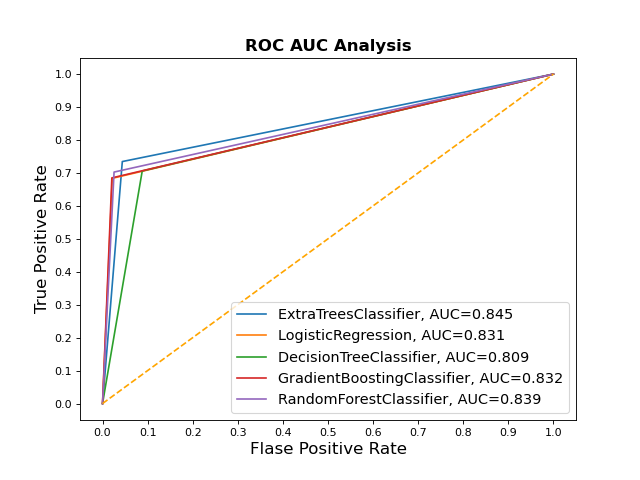 ROC AUC Analysis
True Positive Rate
1.0
0.9
0.8
0.7
0.6
0.5
0.4
0.3
0.2
0.1
0.0
ExtraTreesClassifier, AUC=0.845
LogisticRegression, AUC=0.831
DecisionTreeClassifier, AUC=0.809
GradientBoostingClassifier, AUC=0.832
RandomForestClassifier, AUC=0.839
0.0 0.1 0.2 0.3 0.4 0.5 0.6 0.7 0.8 0.9 1.0
Flase Positive Rate